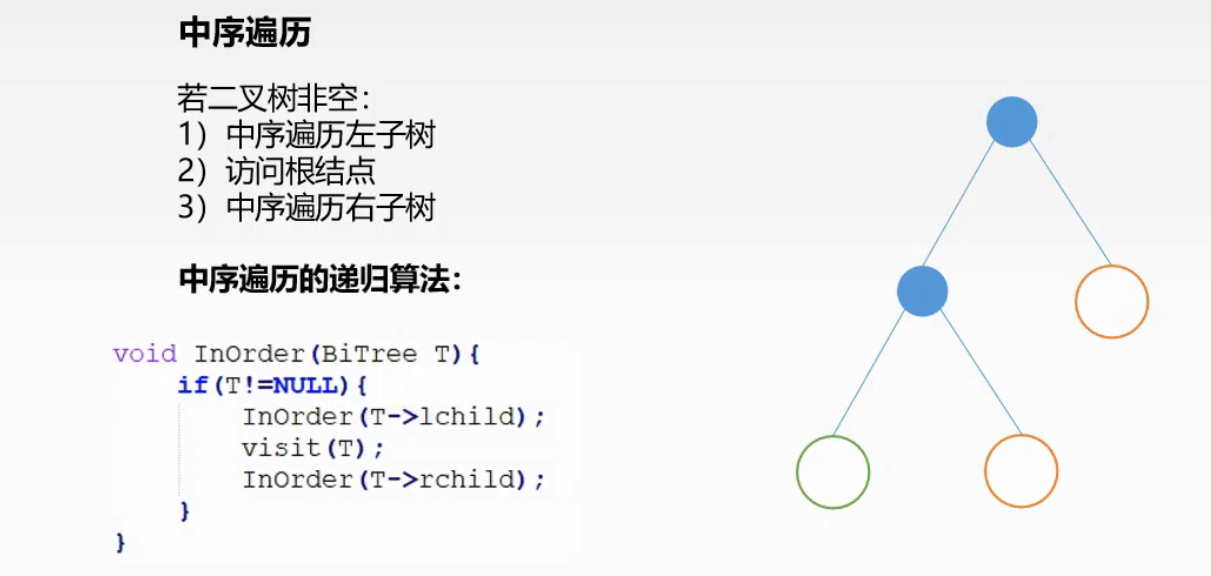 中序遍历
若二叉树非空：
1）中序遍历左子树
2）访问根结点
3）中序遍历右子树
中序遍历的递归算法：
void InOrder(BiTree T){
    if(T!=NULL){
        InOrder(T->lchild);
        visit(T);
        InOrder(T->rchild);
    }
}